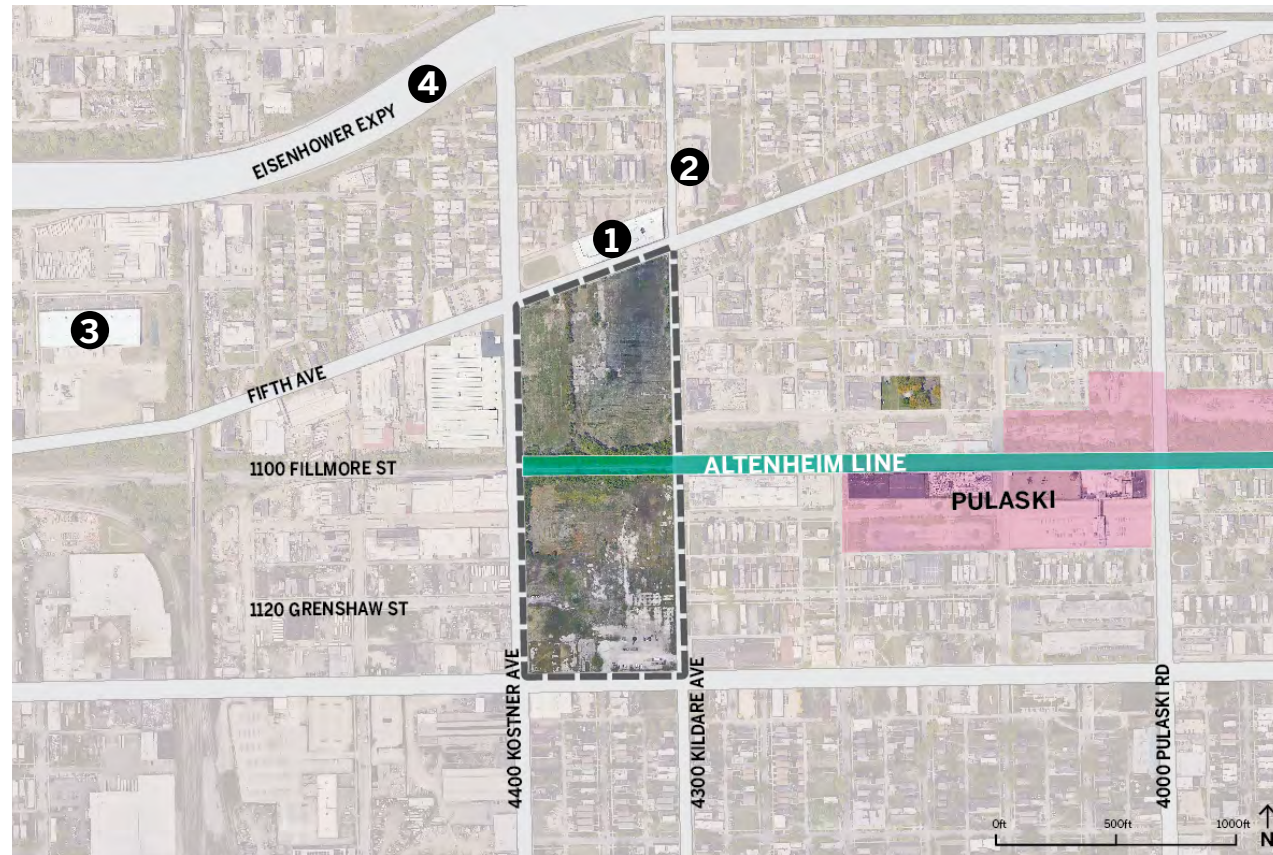 4
EISENHOWER EXPY
2
1
3
FIFTH AVE
1100 FILLMORE ST
ALTENHEIM LINE
PULASKI
1120 GRENSHAW ST
4400 KOSTNER AVE
4300 KILDARE AVE
4000 PULASKI RD
0ft
500ft
1000ft
N